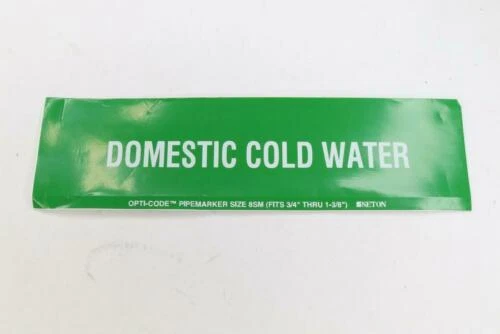 DOMESTIC COLD WATER
OPTI-CODE™ PIPEMARKER SIZE 8SM (FITS 3/4" THRU 1-3/8") SETON